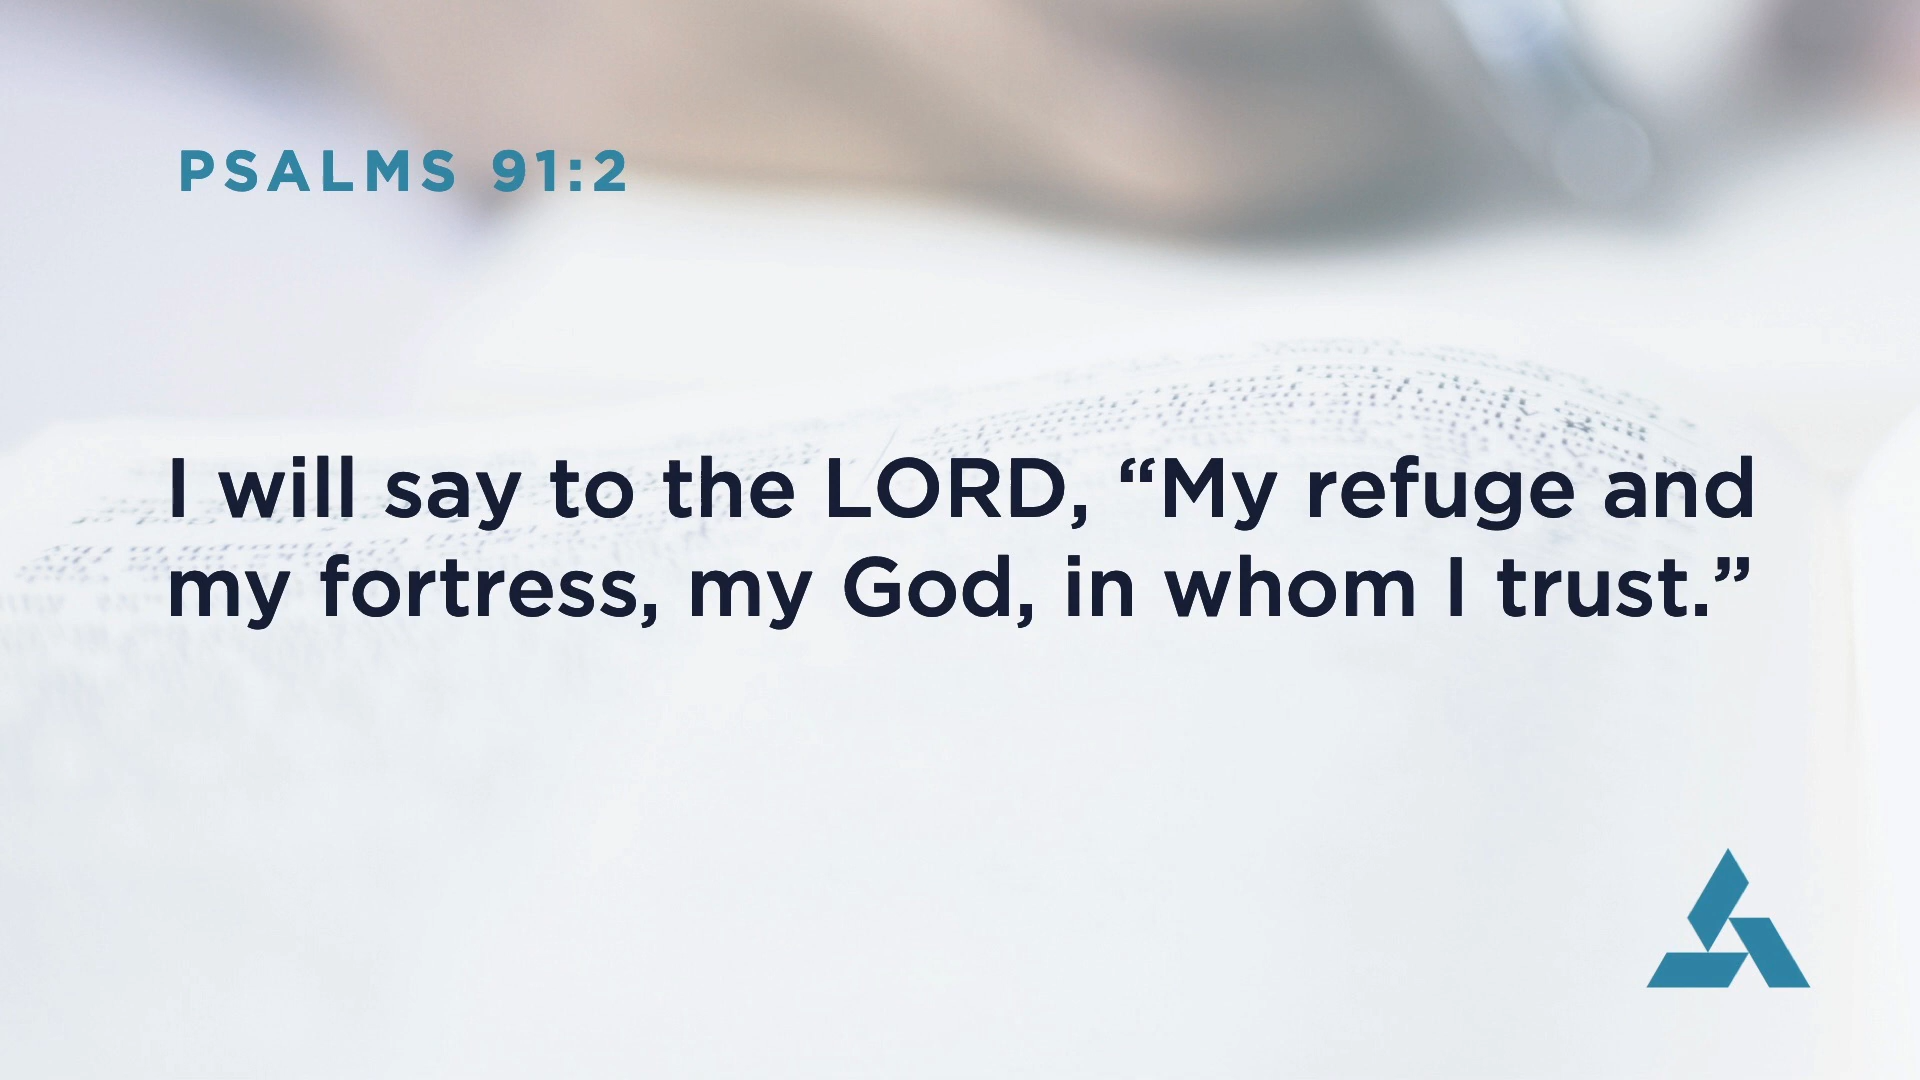 PSALMS 91:2
I will say to the LORD, “My refuge and
my fortress, my God, in whom I trust.”